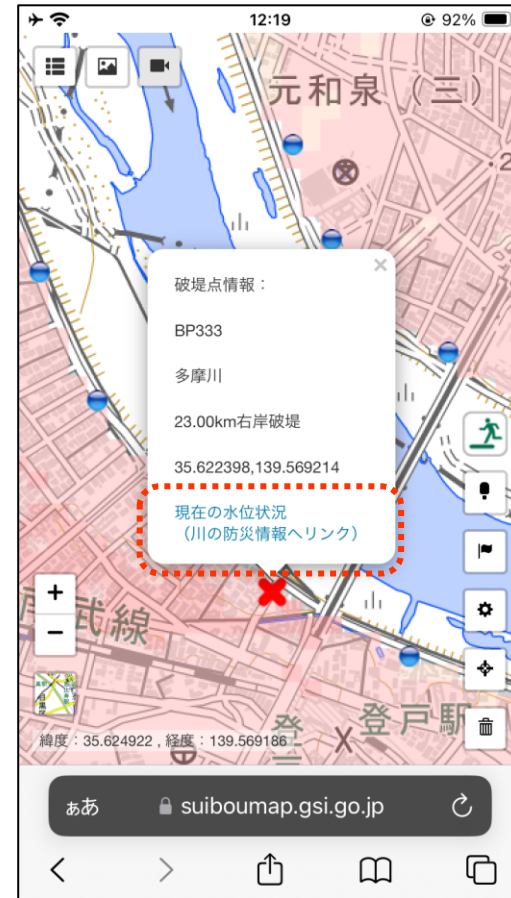 12:19
92%
元和泉（三）
2
破堤点情報：
BP333
多摩川
23.00km右岸破堤
35.622398,139.569214
現在の水位状況
（川の防災情報へリンク）
+
−
武線
登戸駅
登
緯度：35.624922 , 経度：139.569186
ぁあ
suiboumap.gsi.go.jp